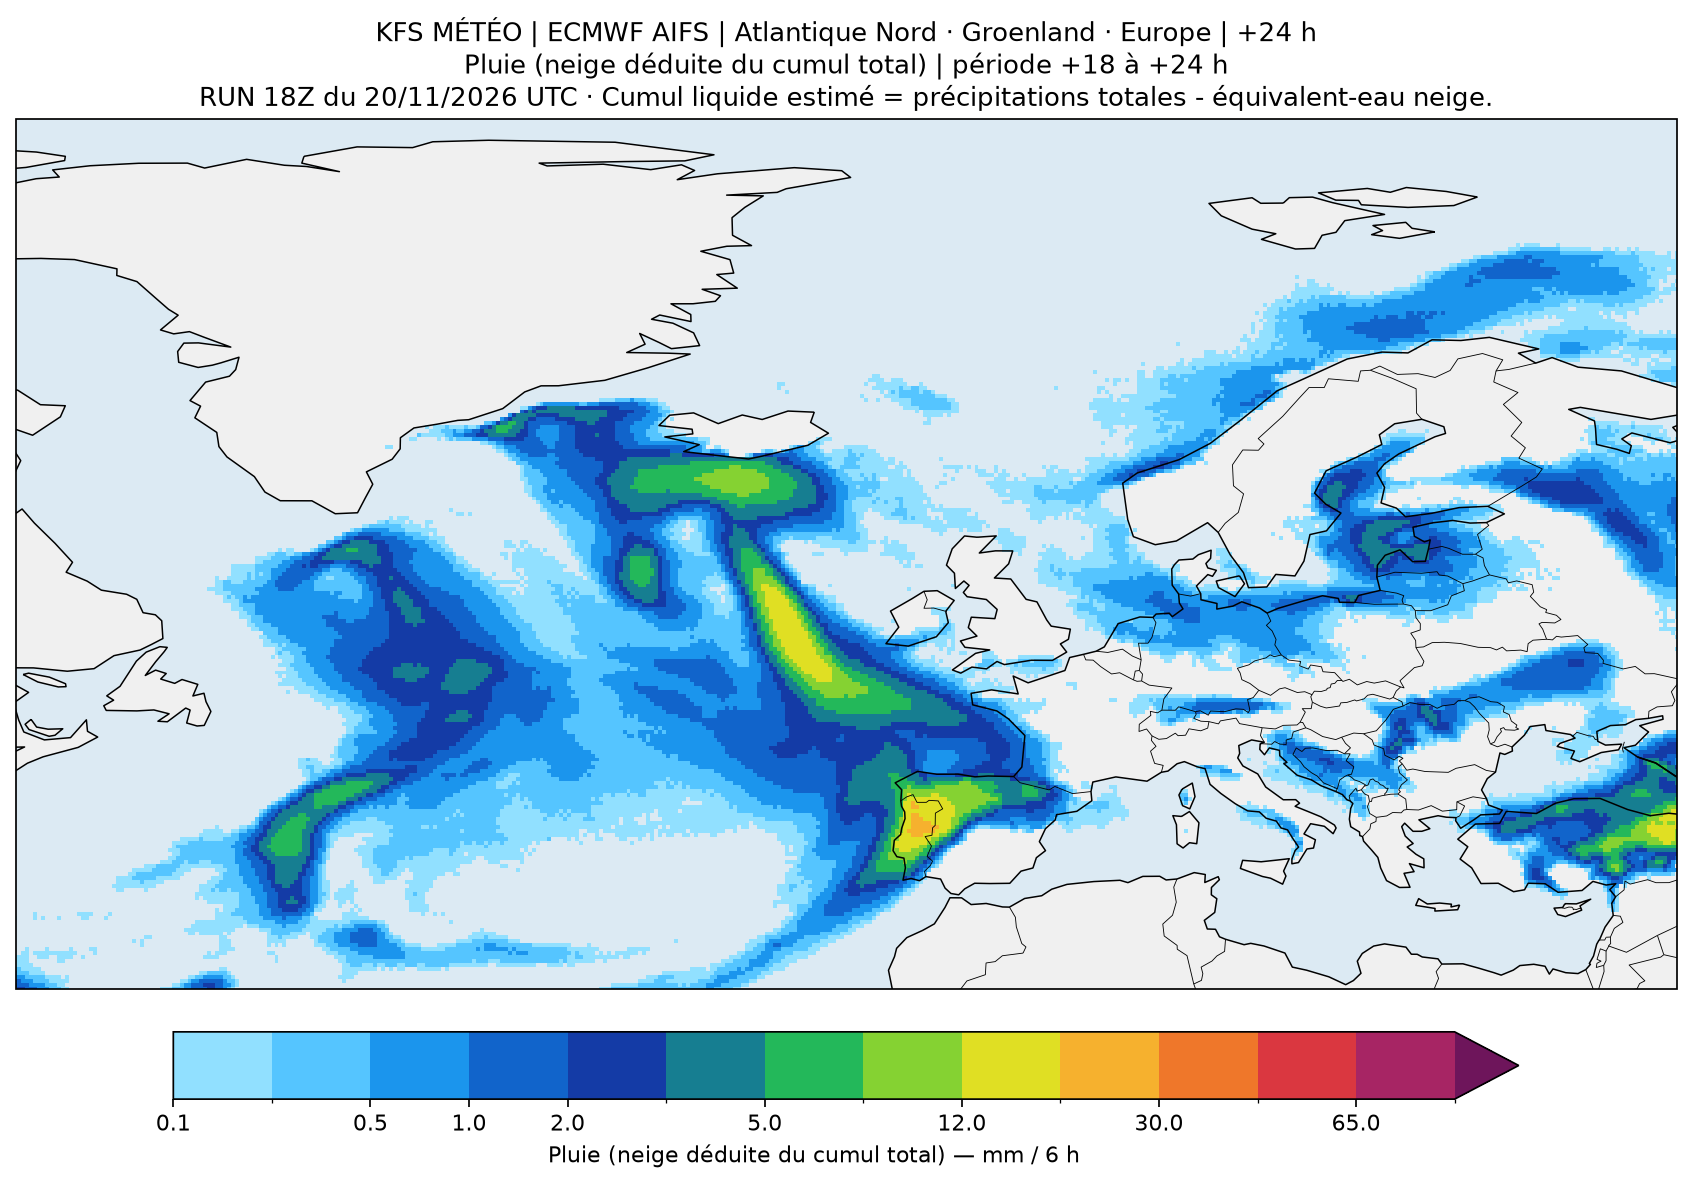 KFS MÉTÉO | ECMWF AIFS | Atlantique Nord · Groenland · Europe | +24 h
Pluie (neige déduite du cumul total) | période +18 à +24 h
RUN 18Z du 20/11/2026 UTC · Cumul liquide estimé = précipitations totales - équivalent-eau neige.
0.1 0.5 1.0 2.0 5.0 12.0 30.0 65.0
Pluie (neige déduite du cumul total) — mm / 6 h